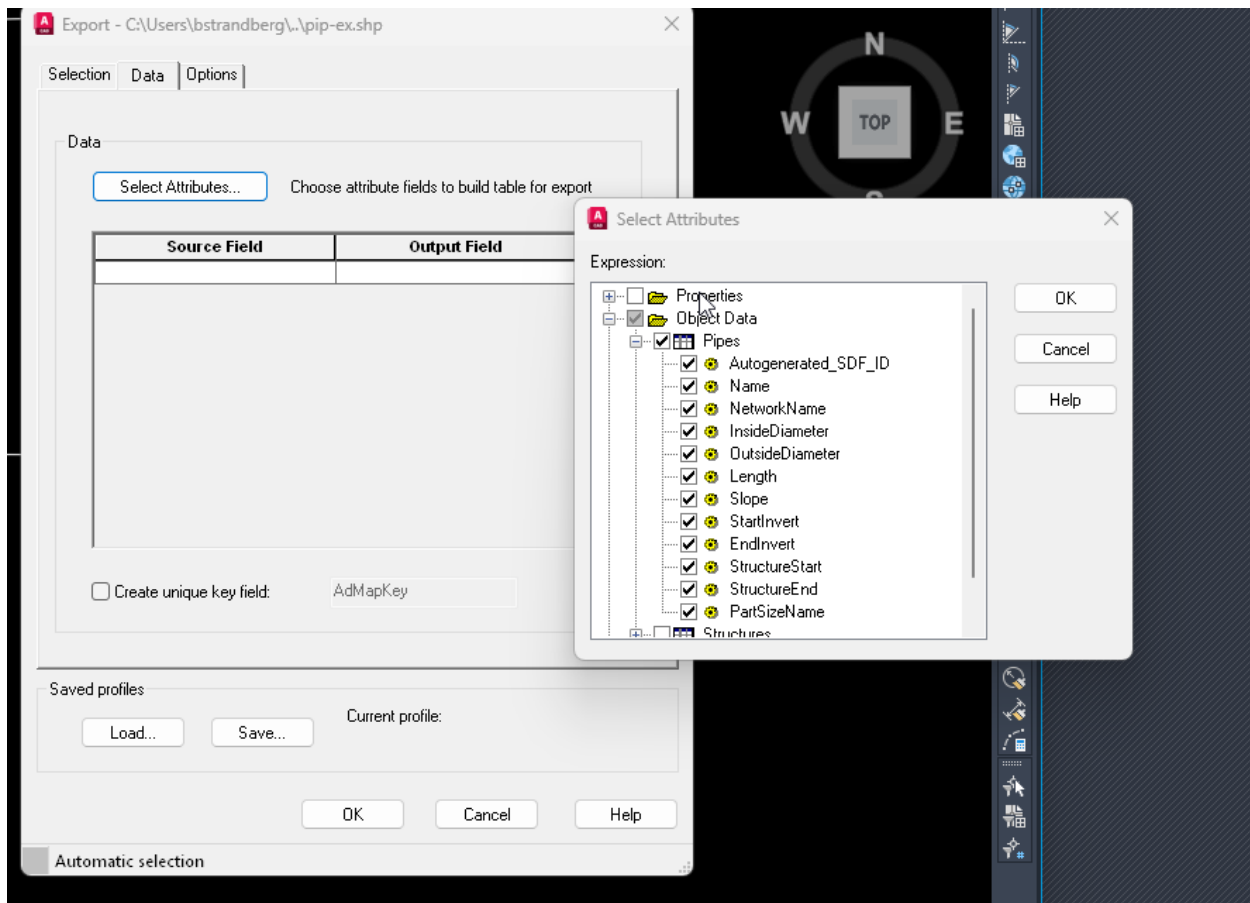 Export - C:\Users\bstrandberg\..\pip-ex.shp
Selection Data Options
Data
Select Attributes... Choose attribute fields to build table for export
Source Field Output Field
Create unique key field: AdMapKey
Saved profiles
Load... Save... Current profile:
OK Cancel Help
Automatic selection
N
W TOP E
S
Select Attributes
Expression:
Properties
Object Data
Pipes
Autogenerated_SDF_ID
Name
NetworkName
InsideDiameter
OutsideDiameter
Length
Slope
StartInvert
EndInvert
StructureStart
StructureEnd
PartSizeName
Structures
OK
Cancel
Help